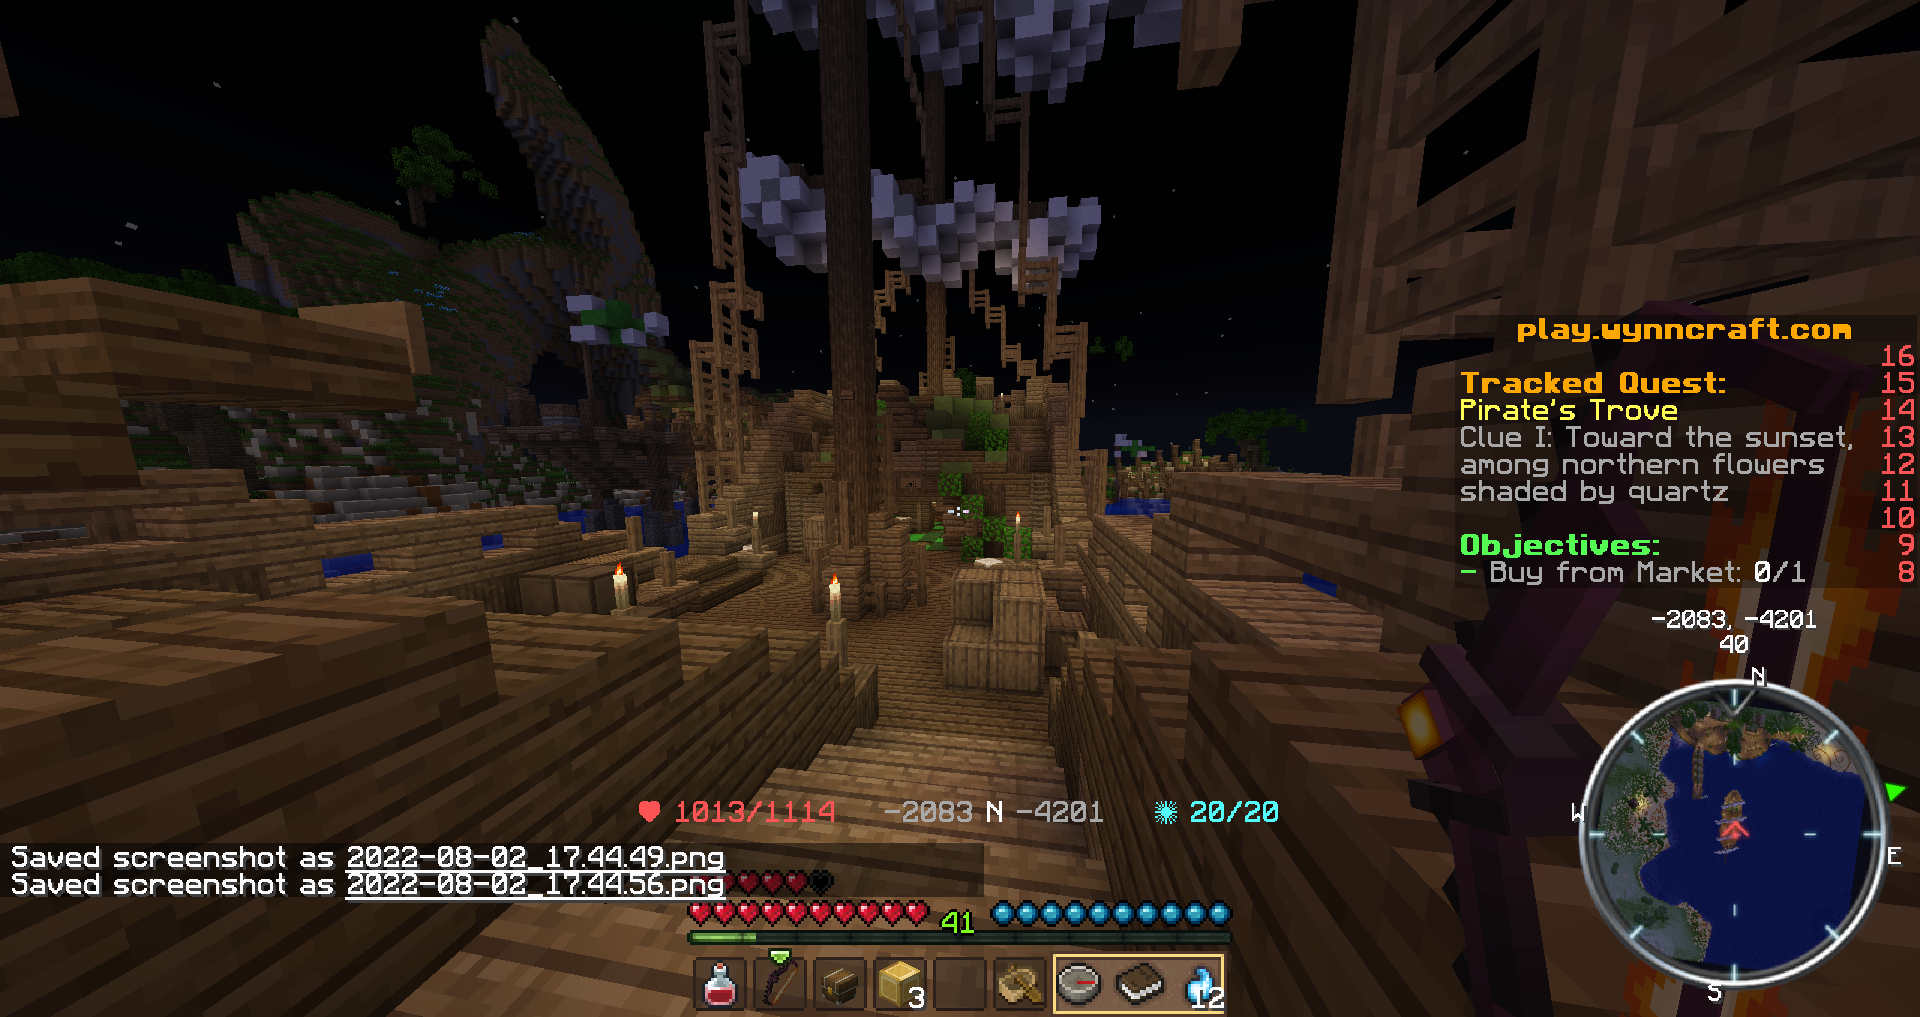 play.wynncraft.com
16
Tracked Quest: 15
Pirate's Trove 14
Clue I: Toward the sunset, 13
among northern flowers 12
shaded by quartz 11
10
Objectives: 9
- Buy from Market: 0/1 8
-2083, -4201
40
N
W
E
S
1013/1114 -2083 N -4201 20/20
Saved screenshot as 2022-08-02_17.44.49.png
Saved screenshot as 2022-08-02_17.44.56.png
41
3
12